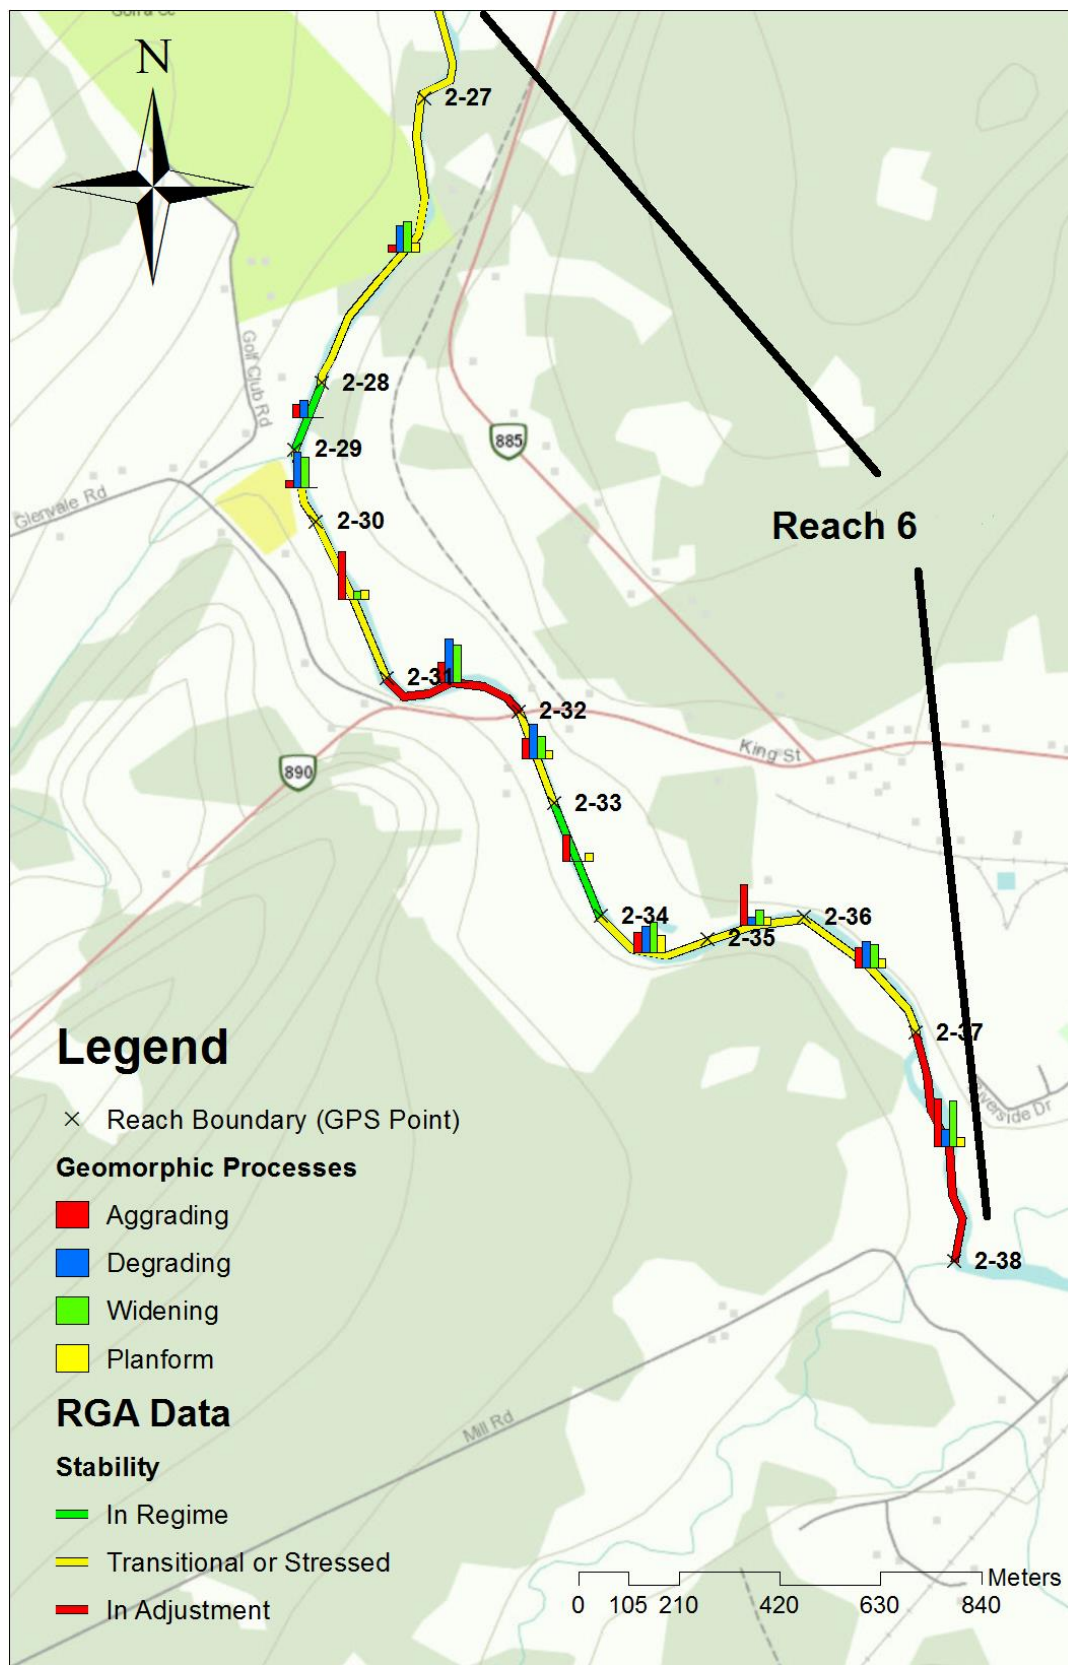 N
2-27
Golf Club Rd
2-28
885
2-29
Glenvale Rd
2-30
Reach 6
2-31
2-32
King St
890
2-33
2-34
2-35
2-36
2-37
Riverside Dr
2-38
Mill Rd
Legend
Reach Boundary (GPS Point)
Geomorphic Processes
Aggrading
Degrading
Widening
Planform
RGA Data
Stability
In Regime
Transitional or Stressed
In Adjustment
Meters
0 105 210 420 630 840